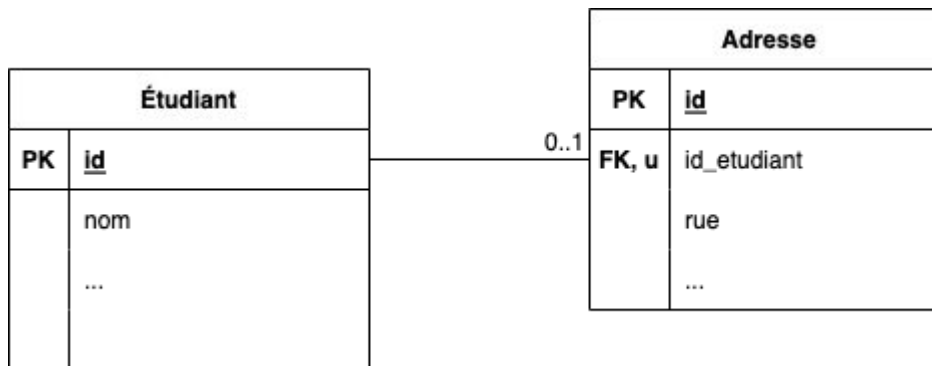 Étudiant
PK id
nom
...
0..1
Adresse
PK id
FK, u id_etudiant
rue
...